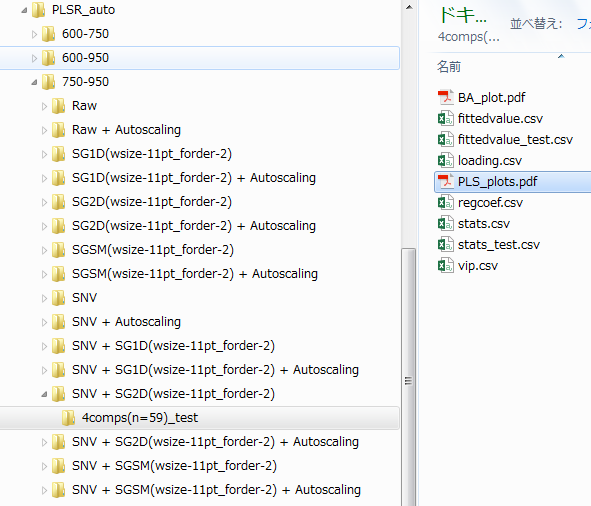 PLSR_auto
600-750
600-950
750-950
Raw
Raw + Autoscaling
SG1D(wsize-11pt_forder-2)
SG1D(wsize-11pt_forder-2) + Autoscaling
SG2D(wsize-11pt_forder-2)
SG2D(wsize-11pt_forder-2) + Autoscaling
SGSM(wsize-11pt_forder-2)
SGSM(wsize-11pt_forder-2) + Autoscaling
SNV
SNV + Autoscaling
SNV + SG1D(wsize-11pt_forder-2)
SNV + SG1D(wsize-11pt_forder-2) + Autoscaling
SNV + SG2D(wsize-11pt_forder-2)
4comps(n=59)_test
SNV + SG2D(wsize-11pt_forder-2) + Autoscaling
SNV + SGSM(wsize-11pt_forder-2)
SNV + SGSM(wsize-11pt_forder-2) + Autoscaling
ドキ...
並べ替え: フ
4comps(...
名前
BA_plot.pdf
fittedvalue.csv
fittedvalue_test.csv
loading.csv
PLS_plots.pdf
regcoef.csv
stats.csv
stats_test.csv
vip.csv